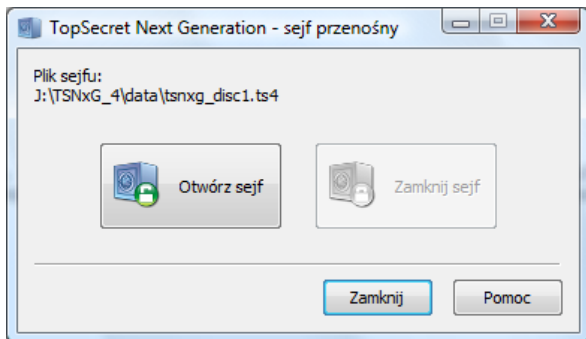 TopSecret Next Generation - sejf przenośny
Plik sejfu:
J:\TSNxG_4\data\tsnxg_disc1.ts4
Otwórz sejf
Zamknij sejf
Zamknij
Pomoc